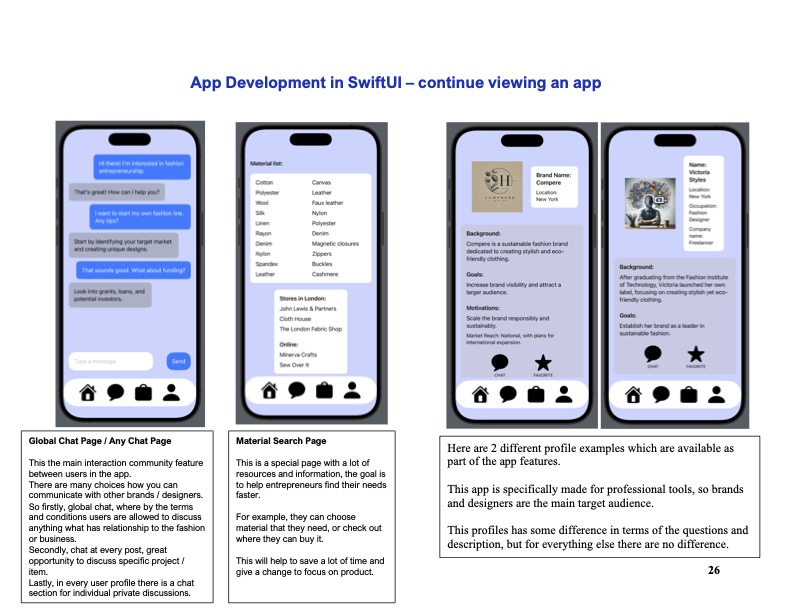 App Development in SwiftUI – continue viewing an app
Hi there! I'm interested in fashion
entrepreneurship.
That's great! How can I help you?
I want to start my own fashion line.
Any tips?
Start by identifying your target market
and creating unique designs.
That sounds good. What about funding?
Look into grants, loans, and
potential investors.
Type a message
Send
Material list:
Cotton
Polyester
Wool
Silk
Linen
Rayon
Denim
Nylon
Spandex
Leather
Canvas
Leather
Faux leather
Nylon
Polyester
Denim
Magnetic closures
Zippers
Buckles
Cashmere
Stores in London:
John Lewis & Partners
Cloth House
The London Fabric Shop
Online:
Minerva Crafts
Sew Over It
H
COMPERE
Brand Name:
Compere
Location:
New York
Background:
Compere is a sustainable fashion brand
dedicated to creating stylish and eco-
friendly clothing.
Goals:
Increase brand visibility and attract a
larger audience.
Motivations:
Scale the brand responsibly and
sustainably.
Market Reach: National, with plans for
international expansion.
CHAT
FAVORITE
Name:
Victoria
Styles
Location:
New York
Occupation:
Fashion
Designer
Company
name:
Freelancer
Background:
After graduating from the Fashion institute
of Technology, Victoria launched her own
label, focusing on creating stylish yet eco-
friendly clothing.
Goals:
Establish her brand as a leader in
sustainable fashion.
CHAT
FAVORITE
Global Chat Page / Any Chat Page
This the main interaction community feature
between users in the app.
There are many choices how you can
communicate with other brands / designers.
So firstly, global chat, where by the terms
and conditions users are allowed to discuss
anything what has relationship to the fashion
or business.
Secondly, chat at every post, great
opportunity to discuss specific project /
item.
Lastly, in every user profile there is a chat
section for individual private discussions.
Material Search Page
This is a special page with a lot of
resources and information, the goal is
to help entrepreneurs find their needs
faster.
For example, they can choose
material that they need, or check out
where they can buy it.
This will help to save a lot of time and
give a change to focus on product.
Here are 2 different profile examples which are available as
part of the app features.
This app is specifically made for professional tools, so brands
and designers are the main target audience.
This profiles has some difference in terms of the questions and
description, but for everything else there are no difference.
26